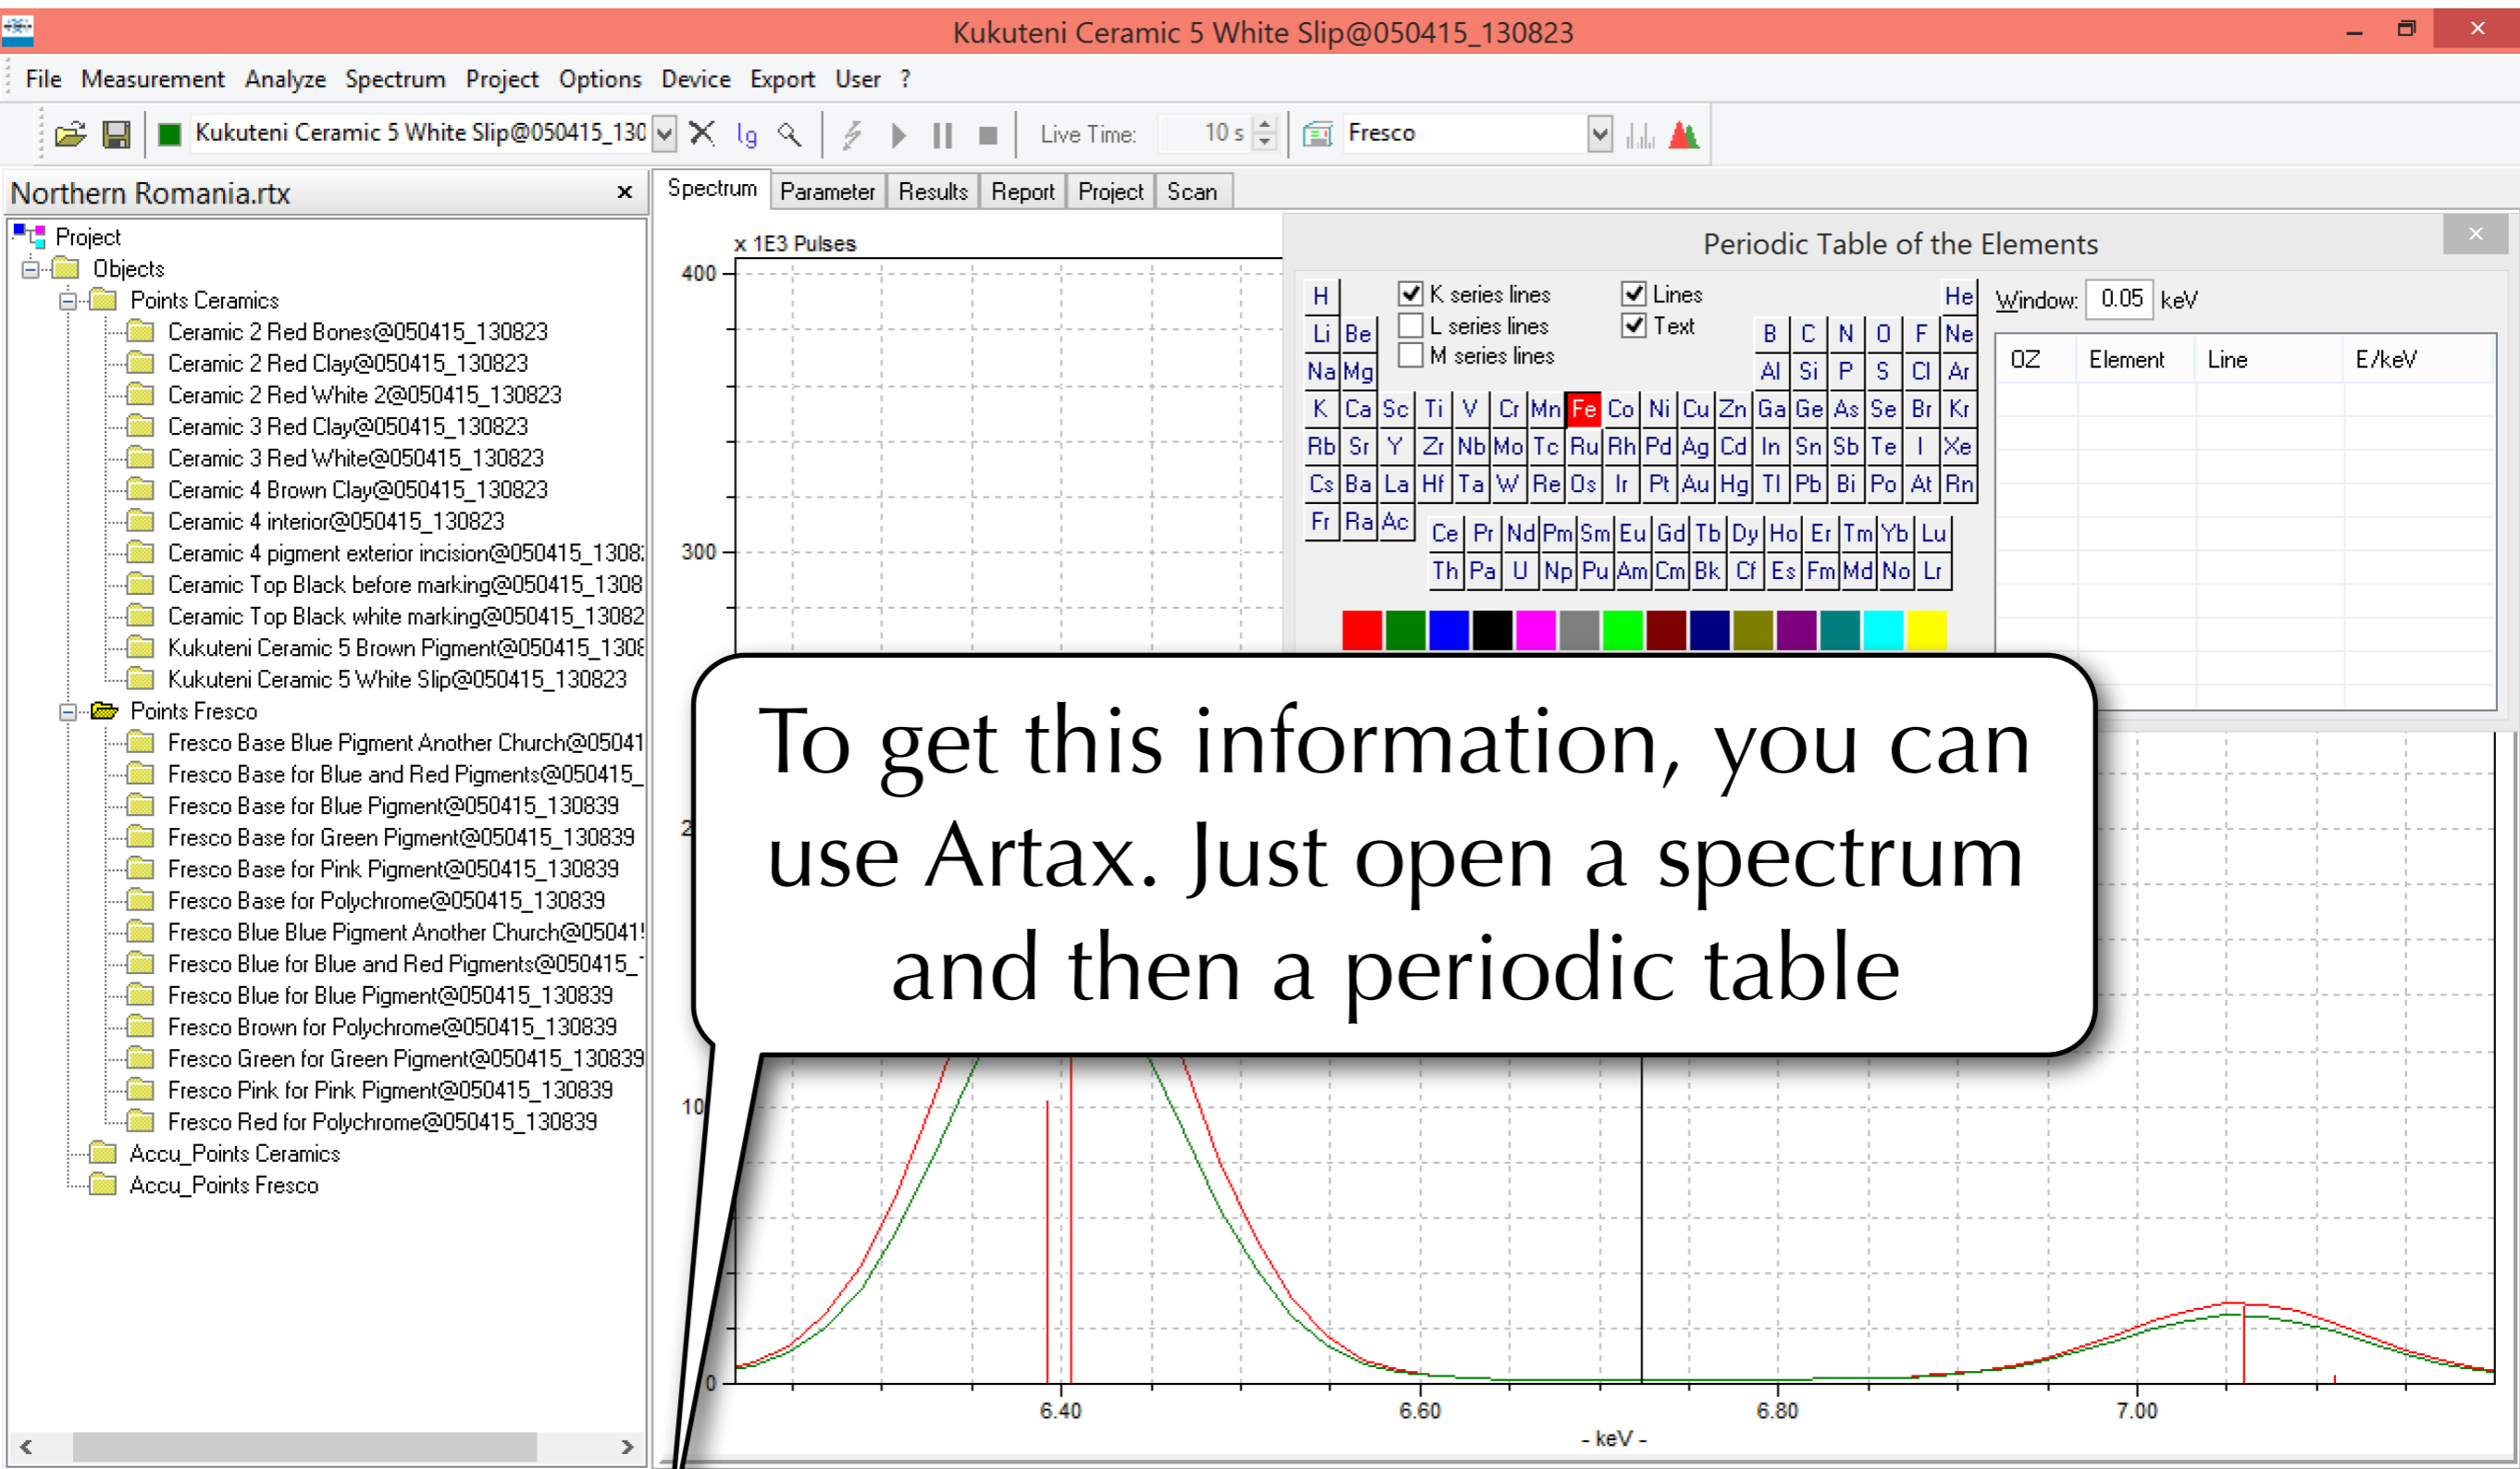 Kukuteni Ceramic 5 White Slip@050415_130823
File Measurement Analyze Spectrum Project Options Device Export User ?
Kukuteni Ceramic 5 White Slip@050415_130 lg Live Time: 10 s Fresco
Northern Romania.rtx x
Spectrum Parameter Results Report Project Scan
Project
Objects
Points Ceramics
Ceramic 2 Red Bones@050415_130823
Ceramic 2 Red Clay@050415_130823
Ceramic 2 Red White 2@050415_130823
Ceramic 3 Red Clay@050415_130823
Ceramic 3 Red White@050415_130823
Ceramic 4 Brown Clay@050415_130823
Ceramic 4 interior@050415_130823
Ceramic 4 pigment exterior incision@050415_1308
Ceramic Top Black before marking@050415_1308
Ceramic Top Black white marking@050415_13082
Kukuteni Ceramic 5 Brown Pigment@050415_1308
Kukuteni Ceramic 5 White Slip@050415_130823
Points Fresco
Fresco Base Blue Pigment Another Church@05041
Fresco Base for Blue and Red Pigments@050415_
Fresco Base for Blue Pigment@050415_130839
Fresco Base for Green Pigment@050415_130839
Fresco Base for Pink Pigment@050415_130839
Fresco Base for Polychrome@050415_130839
Fresco Blue Blue Pigment Another Church@05041
Fresco Blue for Blue and Red Pigments@050415_
Fresco Blue for Blue Pigment@050415_130839
Fresco Brown for Polychrome@050415_130839
Fresco Green for Green Pigment@050415_130839
Fresco Pink for Pink Pigment@050415_130839
Fresco Red for Polychrome@050415_130839
Accu_Points Ceramics
Accu_Points Fresco
x 1E3 Pulses
400
300
2
10
0
6.40 6.60 6.80 7.00
- keV -
Periodic Table of the Elements
K series lines Lines
L series lines Text
M series lines
Window: 0.05 keV
OZ Element Line E/keV
H He
Li Be B C N O F Ne
Na Mg Al Si P S Cl Ar
K Ca Sc Ti V Cr Mn Fe Co Ni Cu Zn Ga Ge As Se Br Kr
Rb Sr Y Zr Nb Mo Tc Ru Rh Pd Ag Cd In Sn Sb Te I Xe
Cs Ba La Hf Ta W Re Os Ir Pt Au Hg Tl Pb Bi Po At Rn
Fr Ra Ac
Ce Pr Nd Pm Sm Eu Gd Tb Dy Ho Er Tm Yb Lu
Th Pa U Np Pu Am Cm Bk Cf Es Fm Md No Lr
To get this information, you can
use Artax. Just open a spectrum
and then a periodic table